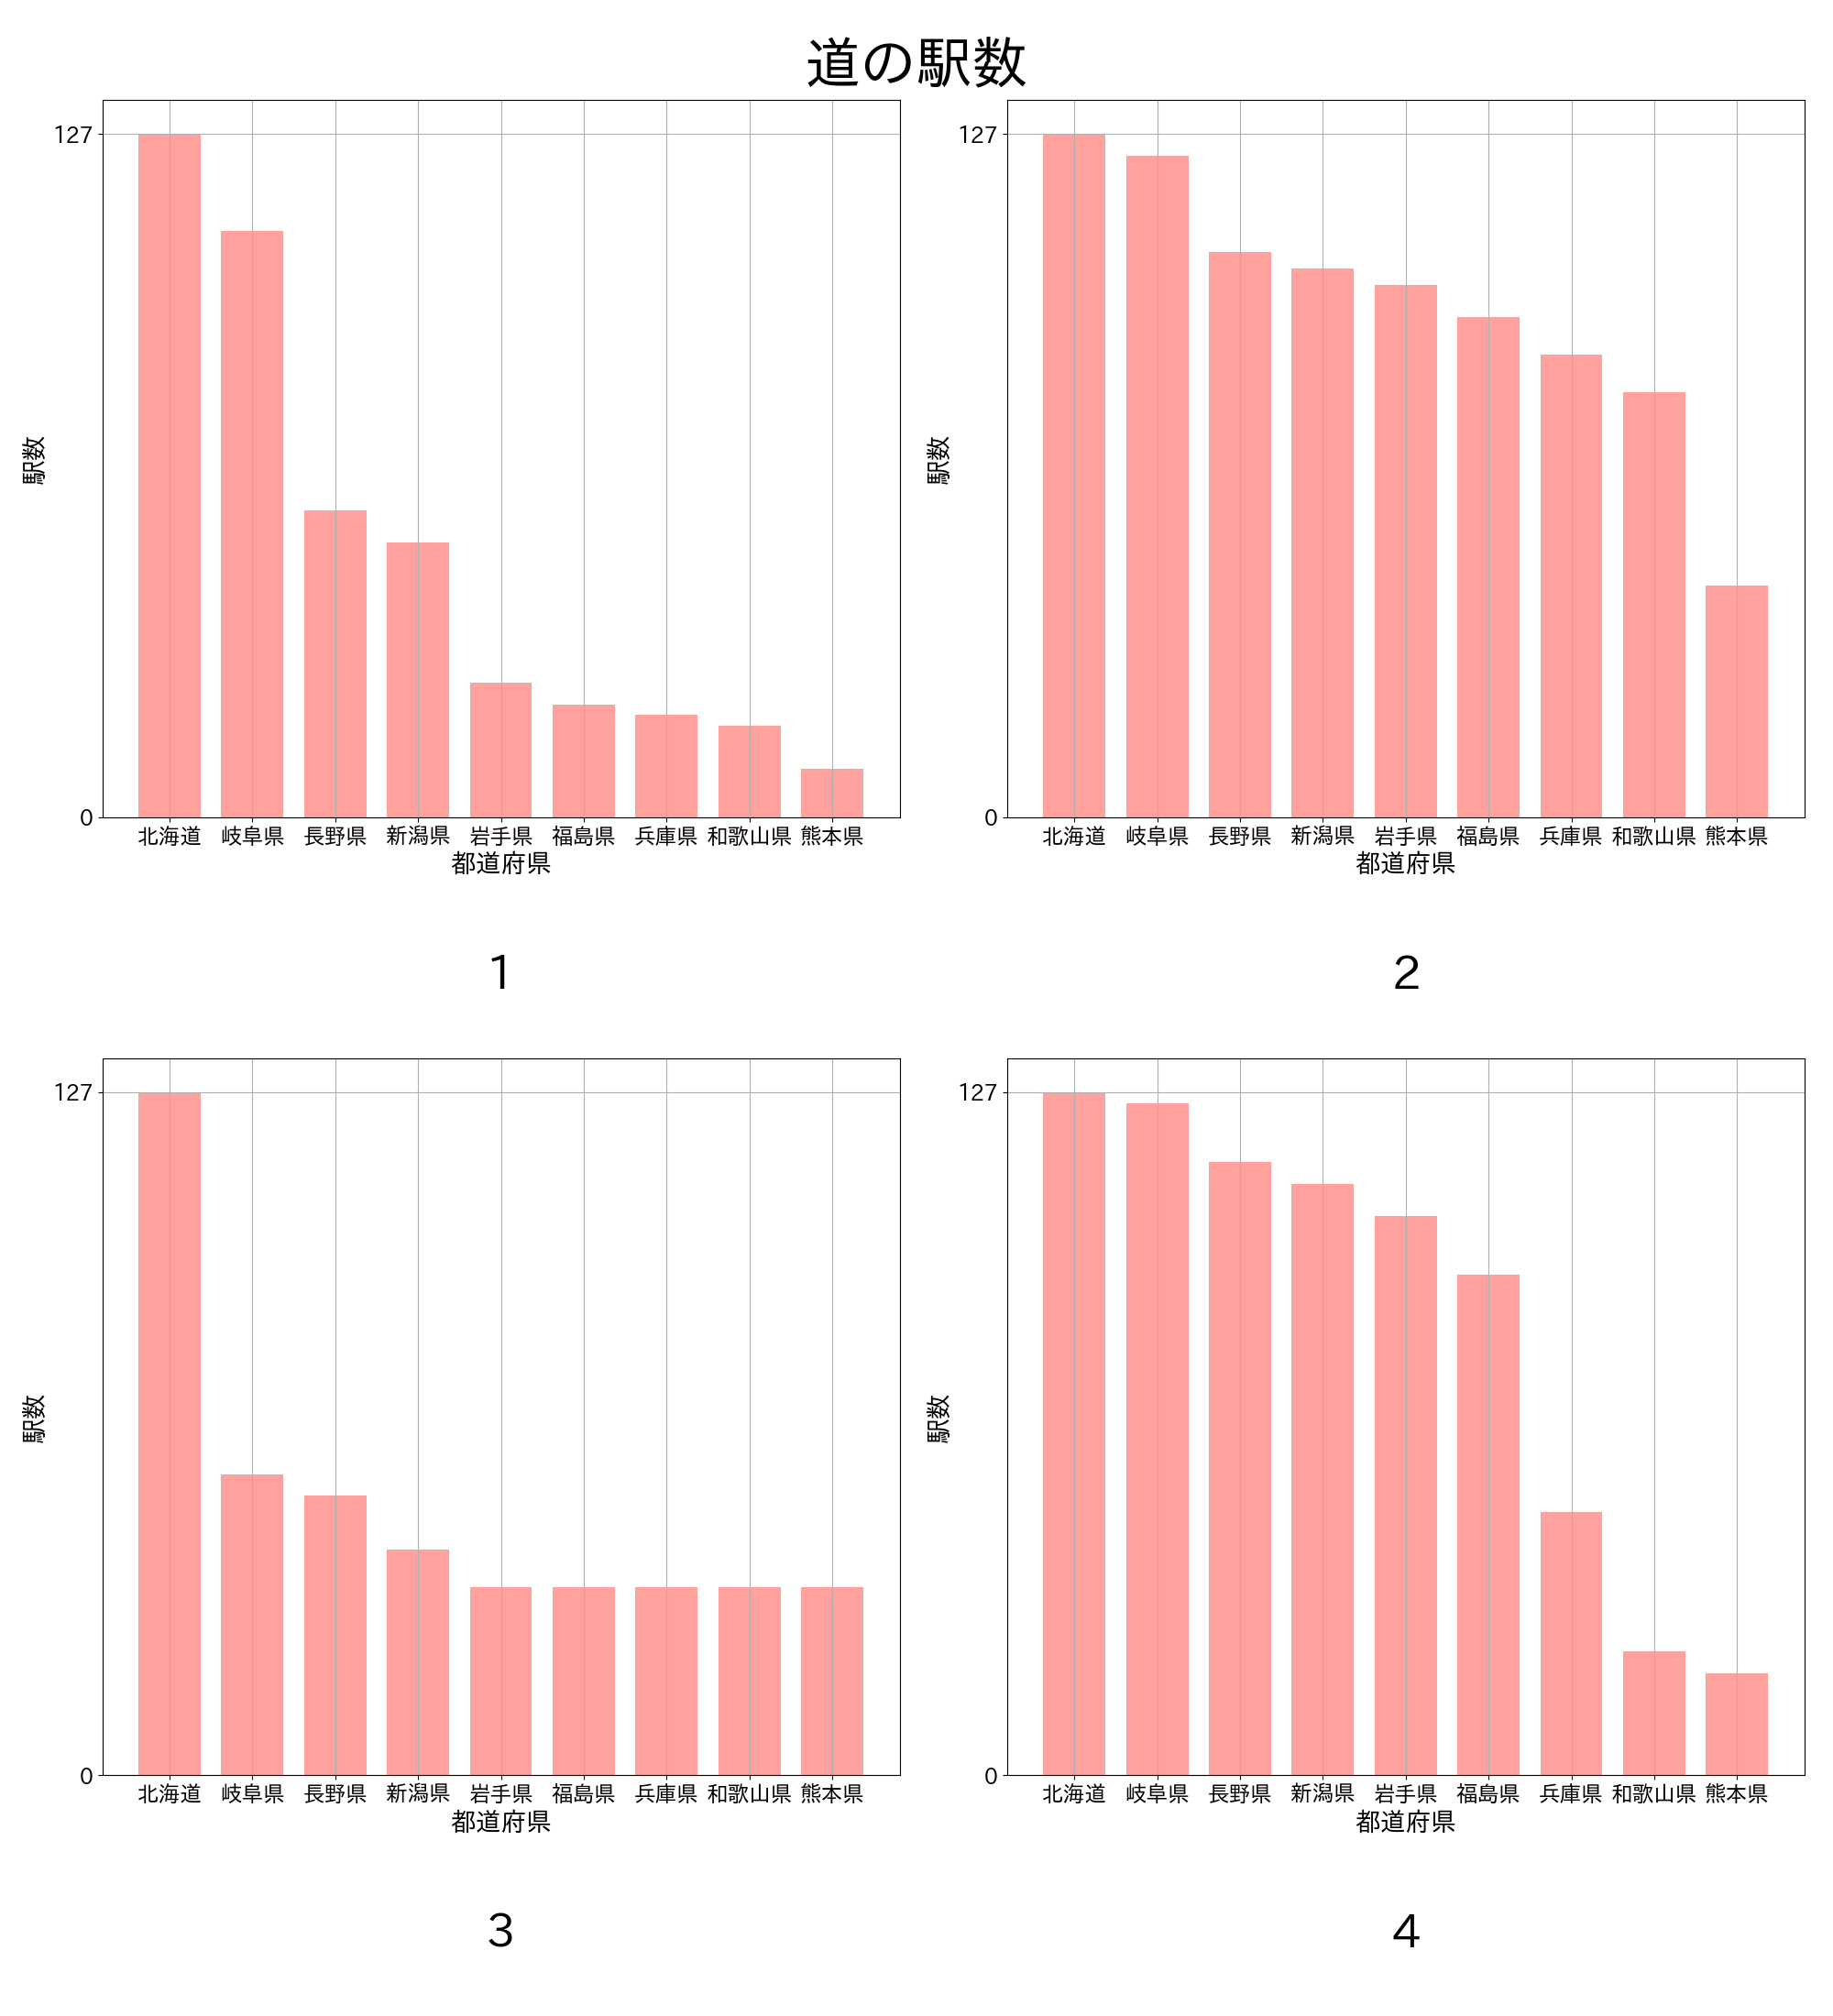 道の駅数
127
0
駅数
北海道 岐阜県 長野県 新潟県 岩手県 福島県 兵庫県 和歌山県 熊本県
都道府県
1
127
0
駅数
北海道 岐阜県 長野県 新潟県 岩手県 福島県 兵庫県 和歌山県 熊本県
都道府県
2
127
0
駅数
北海道 岐阜県 長野県 新潟県 岩手県 福島県 兵庫県 和歌山県 熊本県
都道府県
3
127
0
駅数
北海道 岐阜県 長野県 新潟県 岩手県 福島県 兵庫県 和歌山県 熊本県
都道府県
4